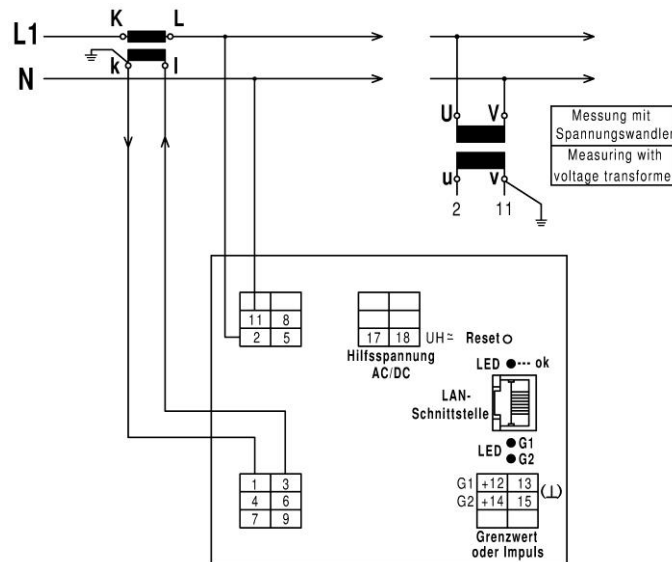 K L
L1
k l
N
U V
Messung mit
Spannungswandler
Measuring with
voltage transforme
u v
2 11
11 8
2 5
17 18 UH ≂ Reset
Hilfsspannung
AC/DC
LED --- ok
LAN-
Schnittstelle
LED G1
G2
1 3
4 6
7 9
G1 +12 13 (⊥)
G2 +14 15
Grenzwert
oder Impuls